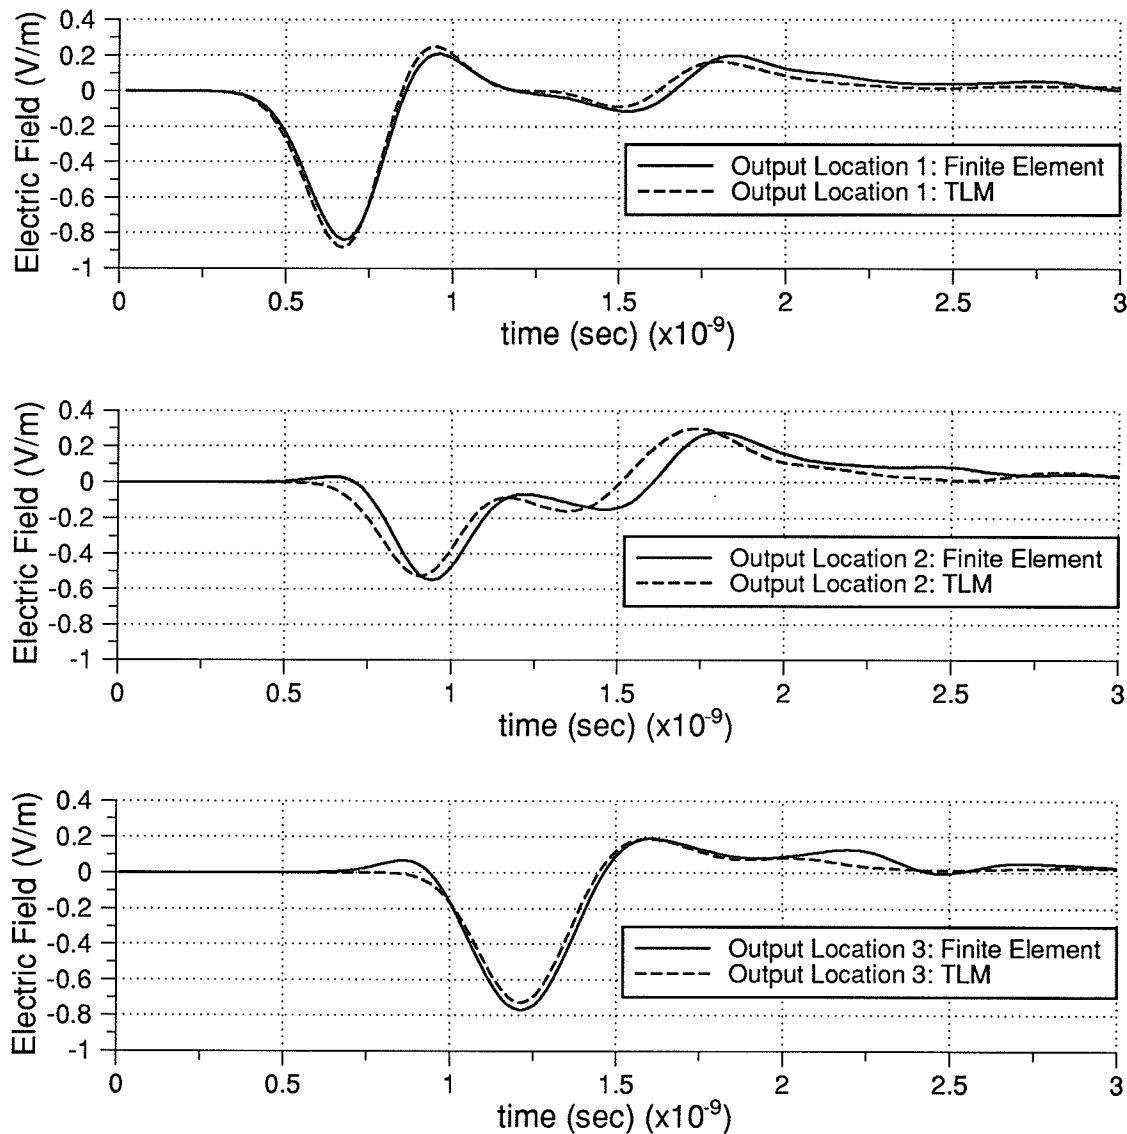 Electric Field (V/m)
0.4
0.2
0
-0.2
-0.4
-0.6
-0.8
-1
Output Location 1: Finite Element
Output Location 1: TLM
0 0.5 1 1.5 2 2.5 3
time (sec) (x10⁻⁹)
Electric Field (V/m)
0.4
0.2
0
-0.2
-0.4
-0.6
-0.8
-1
Output Location 2: Finite Element
Output Location 2: TLM
0 0.5 1 1.5 2 2.5 3
time (sec) (x10⁻⁹)
Electric Field (V/m)
0.4
0.2
0
-0.2
-0.4
-0.6
-0.8
-1
Output Location 3: Finite Element
Output Location 3: TLM
0 0.5 1 1.5 2 2.5 3
time (sec) (x10⁻⁹)